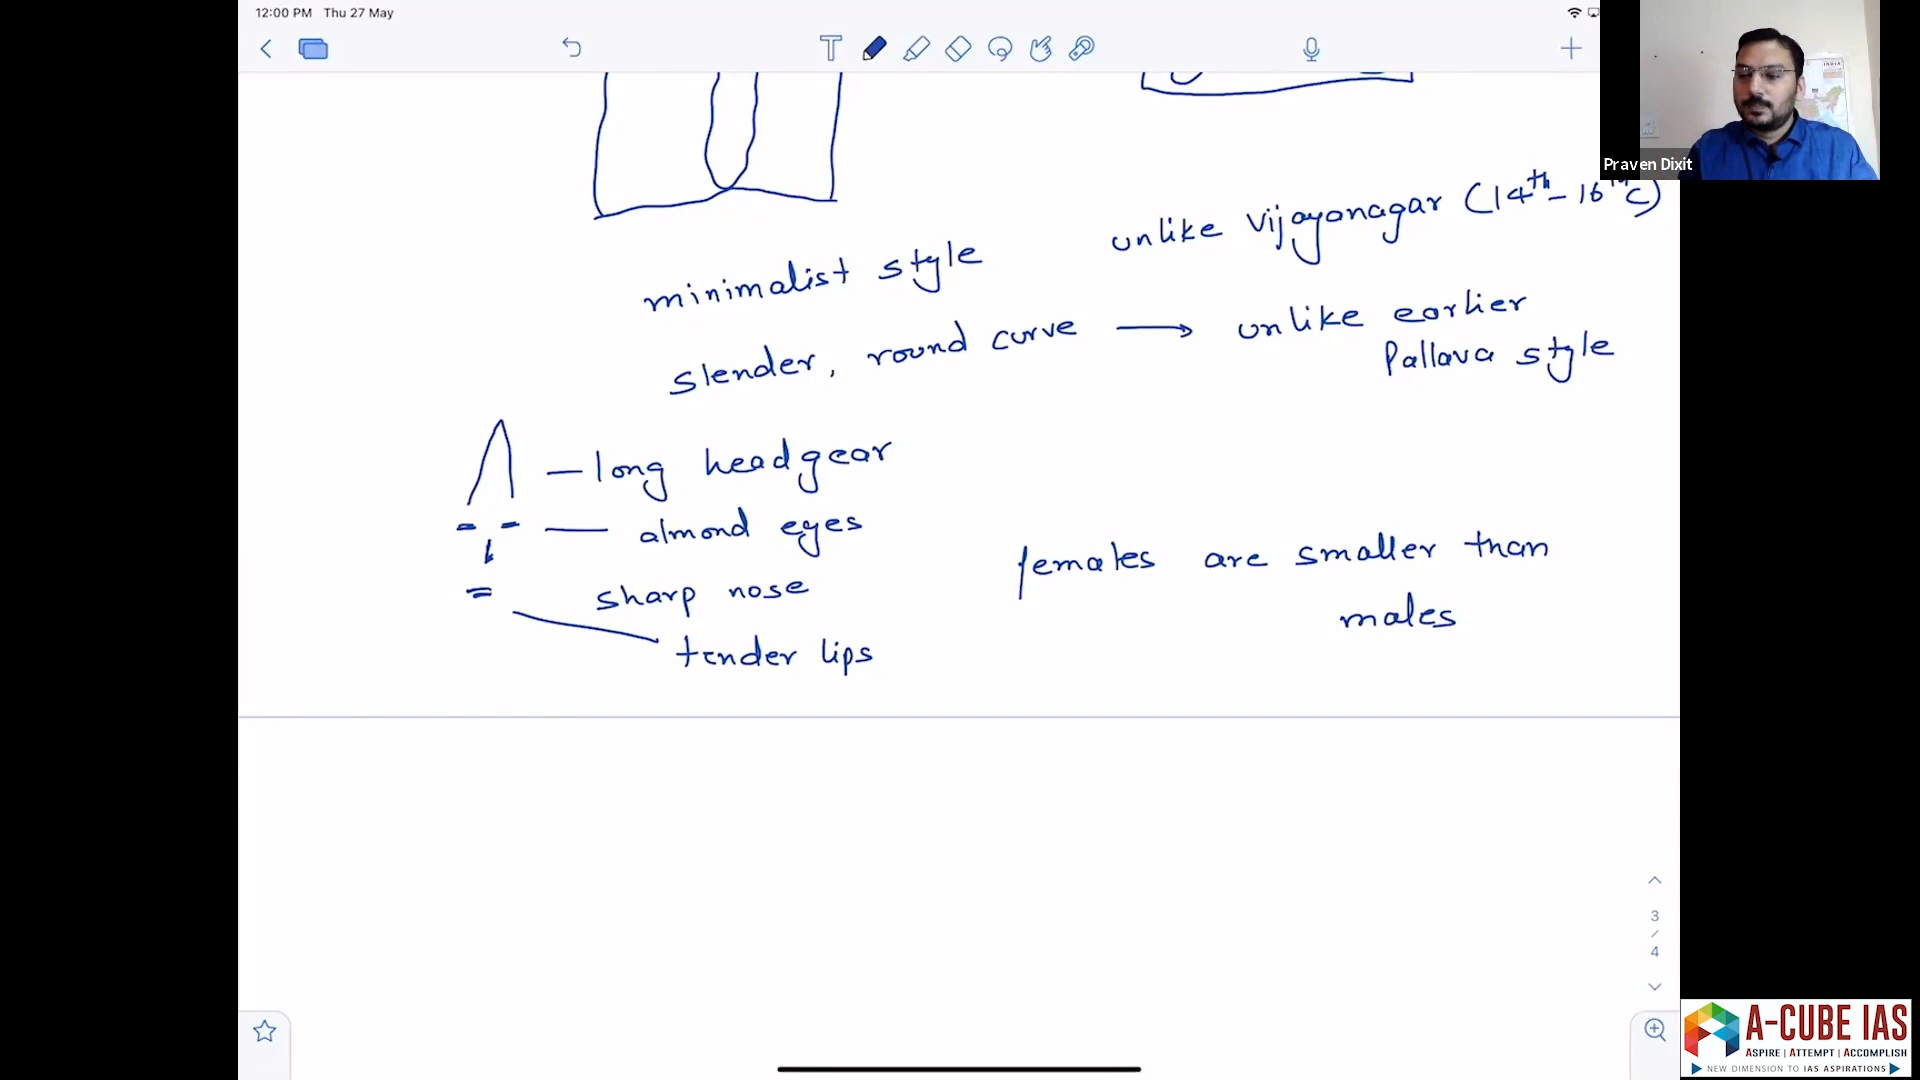 12:00 PM Thu 27 May
Praven Dixit
unlike vijayanagar (14th - 16th C)
minimalist style
slender, round curve → unlike earlier
Pallava style
– long headgear
– almond eyes
females are smaller than
males
sharp nose
tender lips
3
/
4
A-CUBE IAS
ASPIRE | ATTEMPT | ACCOMPLISH
NEW DIMENSION TO IAS ASPIRATIONS